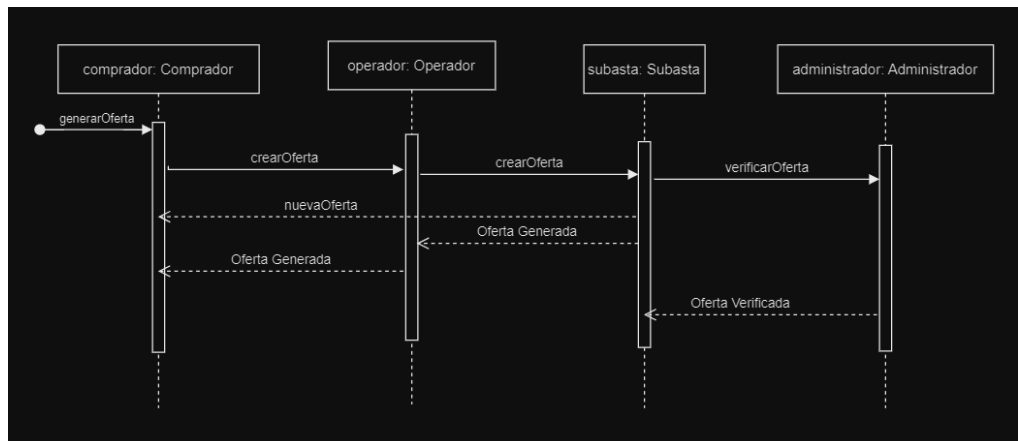 comprador: Comprador
operador: Operador
subasta: Subasta
administrador: Administrador
generarOferta
crearOferta
crearOferta
verificarOferta
nuevaOferta
Oferta Generada
Oferta Generada
Oferta Verificada